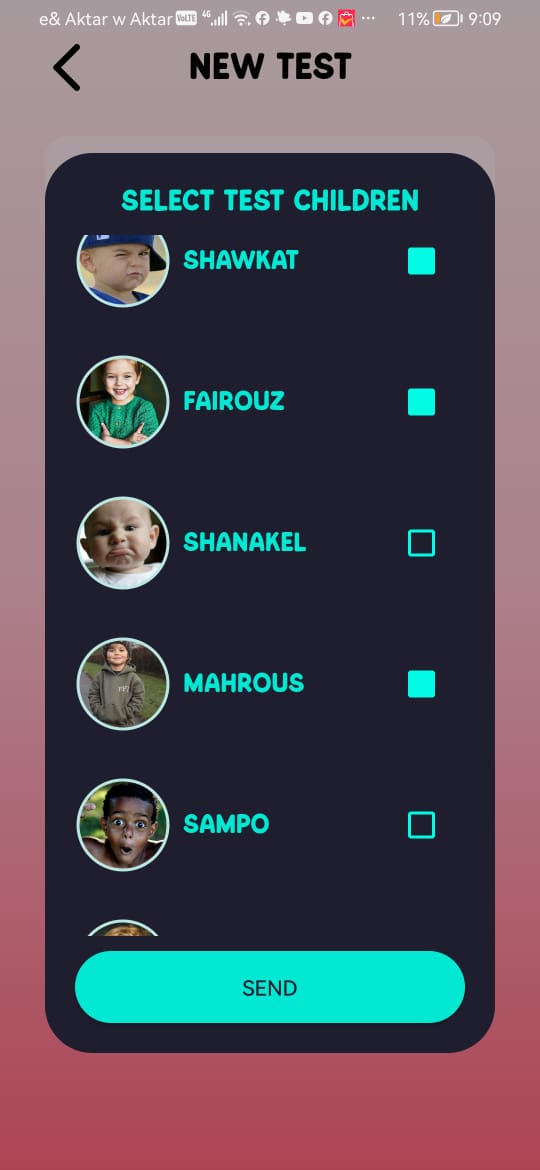 e& Aktar w Aktar VoLTE 4G 11% 9:09
NEW TEST
SELECT TEST CHILDREN
SHAWKAT
FAIROUZ
SHANAKEL
MAHROUS
SAMPO
SEND